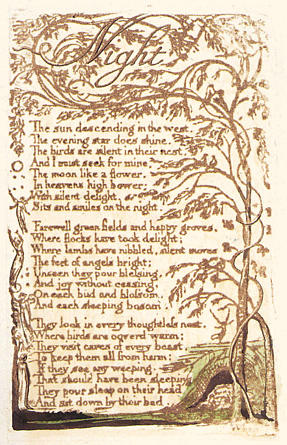 Night
The sun descending in the west.
The evening star does shine.
The birds are silent in their nest,
And I must seek for mine,
The moon like a flower,
In heavens high bower;
With silent delight,
Sits and smiles on the night.
Farewell green fields and happy groves,
Where flocks have took delight;
Where lambs have nibbled, silent moves
The feet of angels bright;
Unseen they pour blessing,
And joy without ceasing,
On each bud and blossom,
And each sleeping bosom.
They look in every thoughtless nest,
Where birds are coverd warm;
They visit caves of every beast,
To keep them all from harm;
If they see any weeping,
That should have been sleeping
They pour sleep on their head
And sit down by their bed.